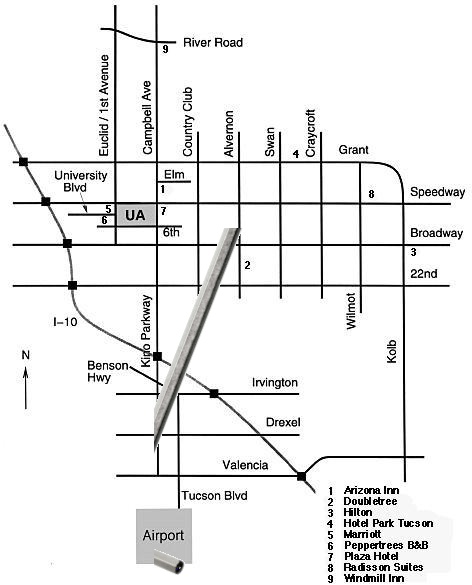 9
River Road
Euclid / 1st Avenue
Campbell Ave
Country Club
Alvernon
Swan
Craycroft
4
Grant
University
Blvd
Elm
1
8
Speedway
5
UA
7
6
6th
Broadway
2
3
22nd
I-10
Kino Parkway
Wilmot
Kolb
N
Benson
Hwy
Irvington
Drexel
Valencia
Tucson Blvd
Airport
1 Arizona Inn
2 Doubletree
3 Hilton
4 Hotel Park Tucson
5 Marriott
6 Peppertrees B&B
7 Plaza Hotel
8 Radisson Suites
9 Windmill Inn